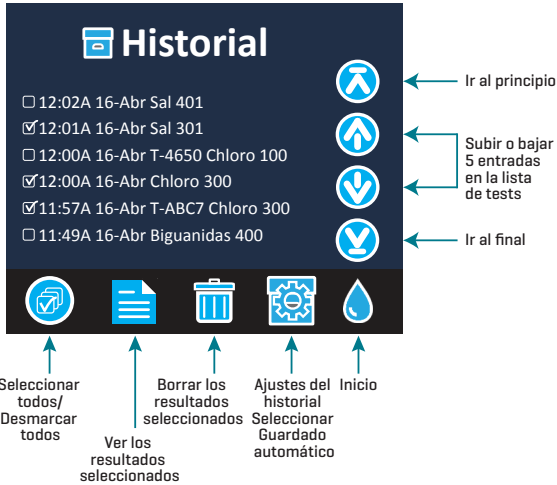 Historial
12:02A 16-Abr Sal 401
12:01A 16-Abr Sal 301
12:00A 16-Abr T-4650 Chloro 100
12:00A 16-Abr Chloro 300
11:57A 16-Abr T-ABC7 Chloro 300
11:49A 16-Abr Biguanidas 400
Ir al principio
Subir o bajar
5 entradas
en la lista
de tests
Ir al final
Seleccionar
todos/
Desmarcar
todos
Ver los
resultados
seleccionados
Borrar los
resultados
seleccionados
Ajustes del
historial
Seleccionar
Guardado
automático
Inicio